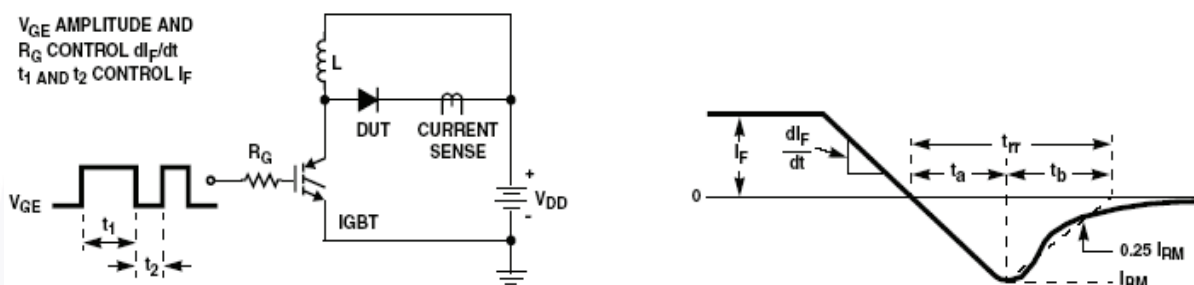 VGE AMPLITUDE AND
RG CONTROL dIF/dt
t1 AND t2 CONTROL IF
L
DUT
CURRENT
SENSE
RG
+
VDD
-
VGE
IGBT
t1
t2
IF
dIF
dt
trr
ta
tb
0
0.25 IRM
IRM